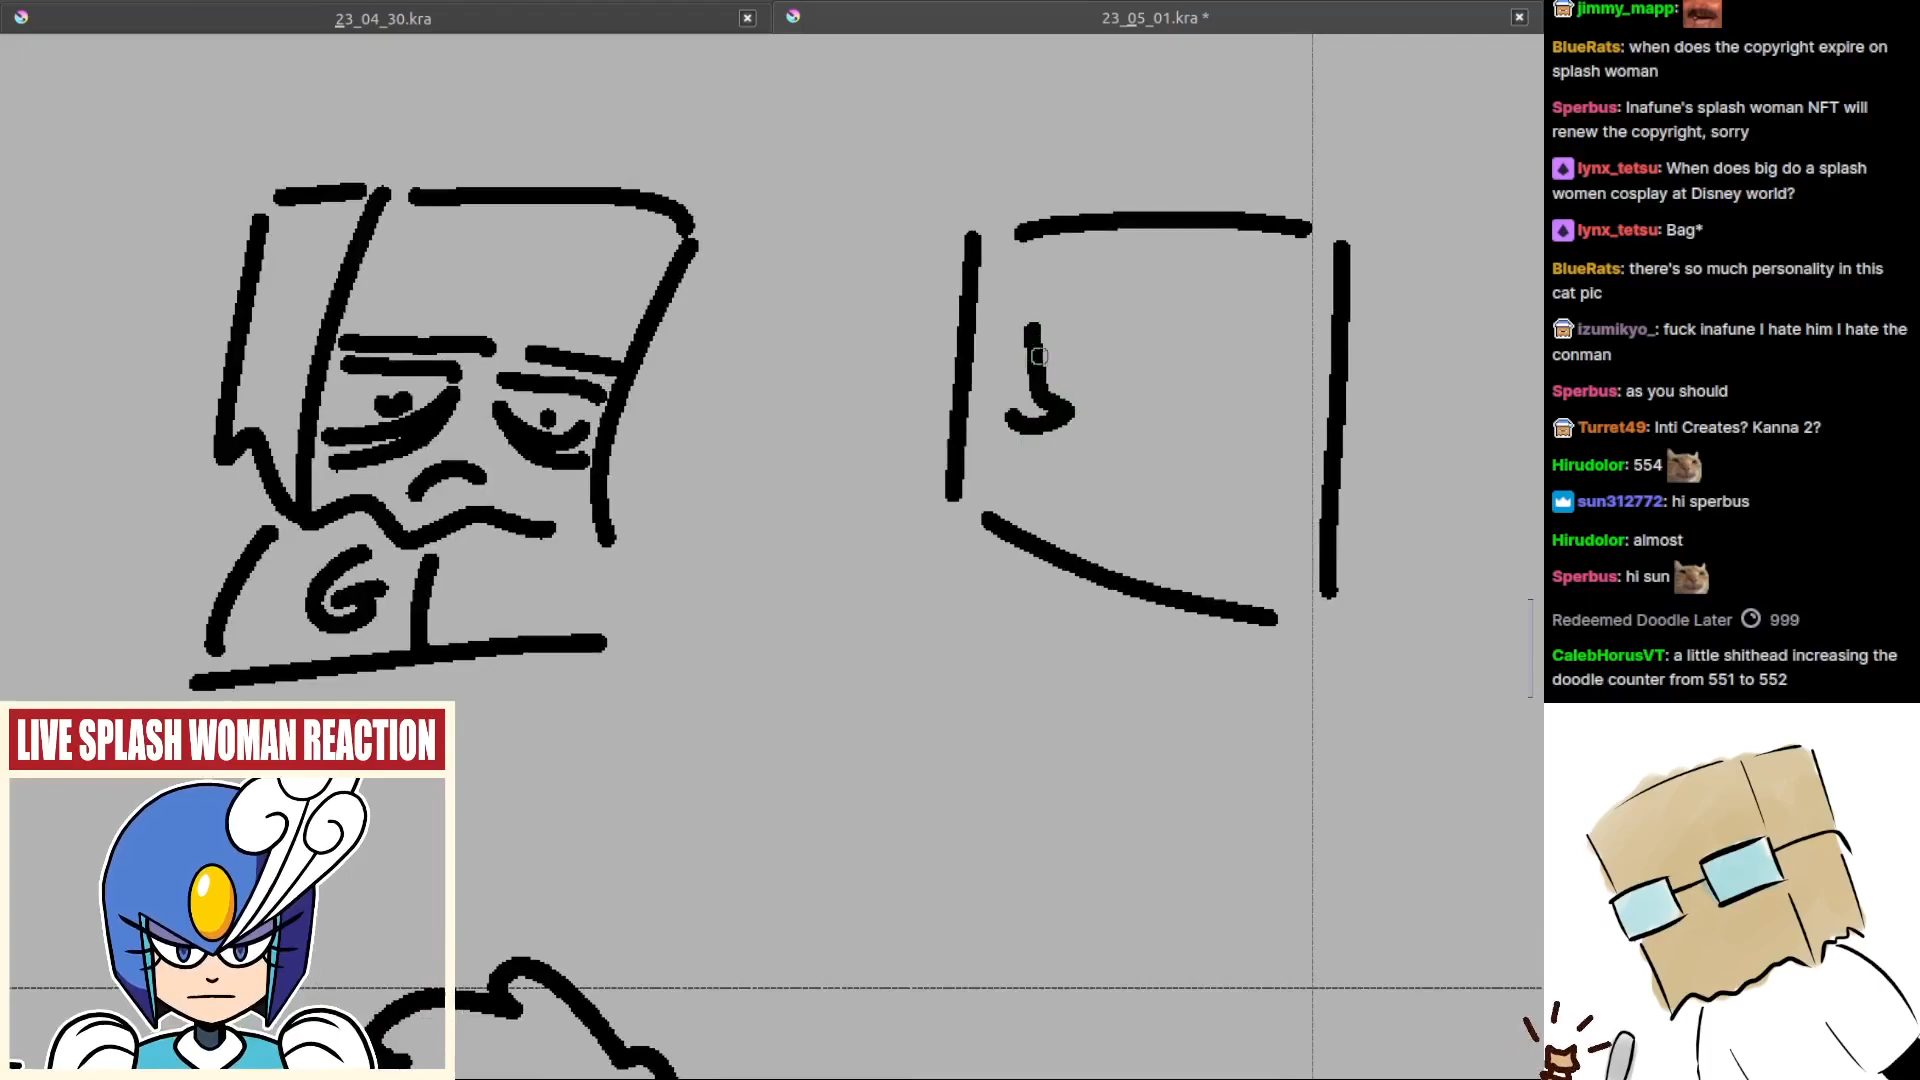 23_04_30.kra
23_05_01.kra *
jimmy_mapp:
BlueRats: when does the copyright expire on
splash woman
Sperbus: Inafune's splash woman NFT will
renew the copyright, sorry
lynx_tetsu: When does big do a splash
women cosplay at Disney world?
lynx_tetsu: Bag*
BlueRats: there's so much personality in this
cat pic
izumikyo_: fuck inafune I hate him I hate the
conman
Sperbus: as you should
Turret49: Inti Creates? Kanna 2?
Hirudolor: 554
sun312772: hi sperbus
Hirudolor: almost
Sperbus: hi sun
Redeemed Doodle Later 999
CalebHorusVT: a little shithead increasing the
doodle counter from 551 to 552
G
LIVE SPLASH WOMAN REACTION